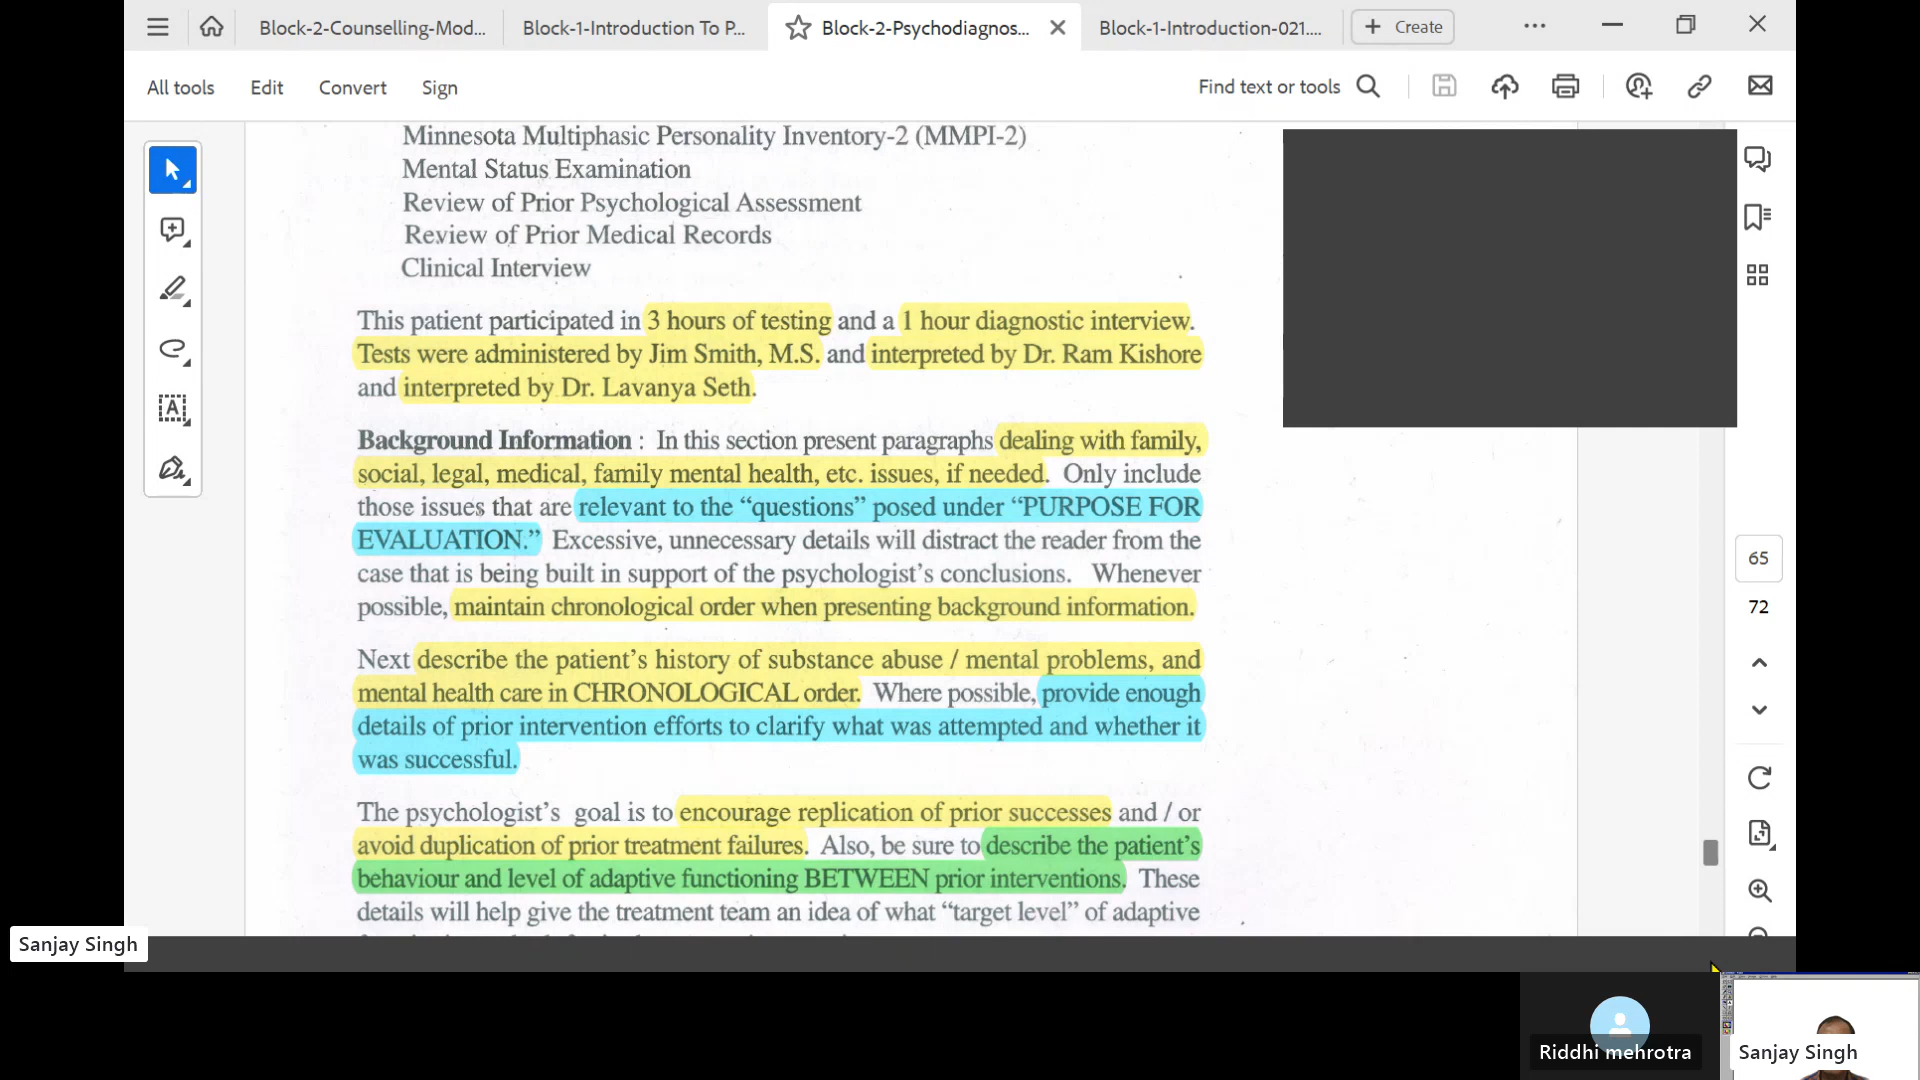 Block-2-Counselling-Mod...
Block-1-Introduction To P...
Block-2-Psychodiagnos...
Block-1-Introduction-021....
Create
All tools
Edit
Convert
Sign
Find text or tools
Minnesota Multiphasic Personality Inventory-2 (MMPI-2)
Mental Status Examination
Review of Prior Psychological Assessment
Review of Prior Medical Records
Clinical Interview
This patient participated in 3 hours of testing and a 1 hour diagnostic interview.
Tests were administered by Jim Smith, M.S. and interpreted by Dr. Ram Kishore
and interpreted by Dr. Lavanya Seth.
Background Information : In this section present paragraphs dealing with family,
social, legal, medical, family mental health, etc. issues, if needed. Only include
those issues that are relevant to the “questions” posed under “PURPOSE FOR
EVALUATION.” Excessive, unnecessary details will distract the reader from the
case that is being built in support of the psychologist’s conclusions. Whenever
possible, maintain chronological order when presenting background information.
Next describe the patient’s history of substance abuse / mental problems, and
mental health care in CHRONOLOGICAL order. Where possible, provide enough
details of prior intervention efforts to clarify what was attempted and whether it
was successful.
The psychologist’s goal is to encourage replication of prior successes and / or
avoid duplication of prior treatment failures. Also, be sure to describe the patient’s
behaviour and level of adaptive functioning BETWEEN prior interventions. These
details will help give the treatment team an idea of what “target level” of adaptive
65
72
Sanjay Singh
Riddhi mehrotra
Sanjay Singh